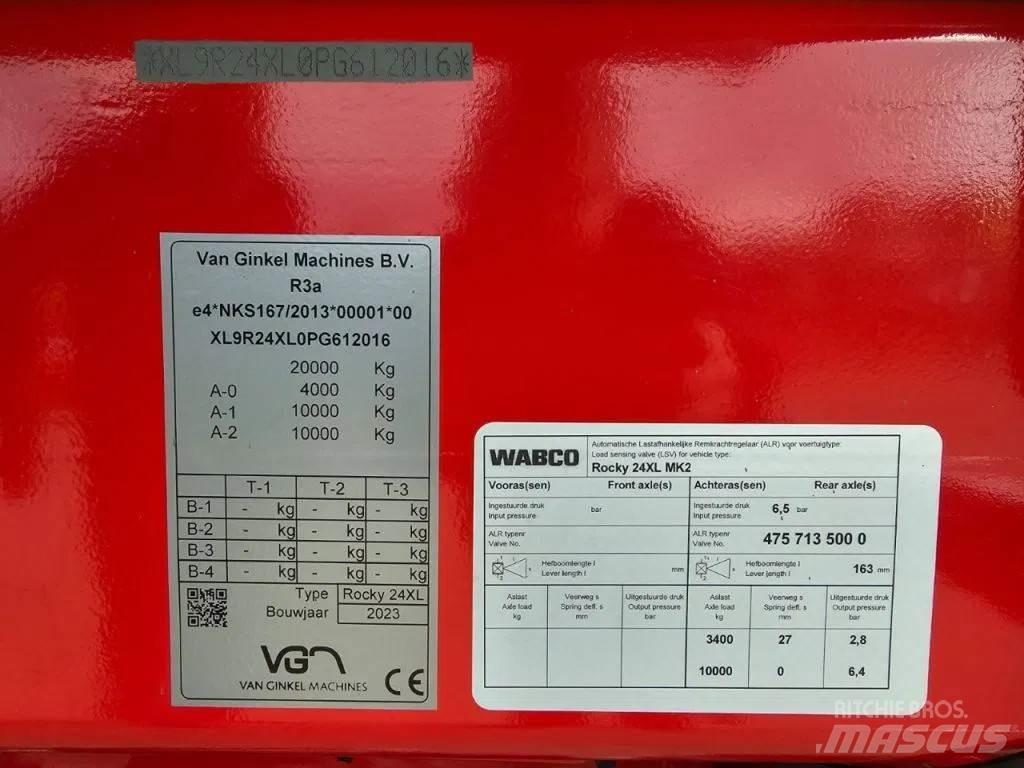 *XL9R24XL0PG612016*
Van Ginkel Machines B.V.
R3a
e4*NKS167/2013*00001*00
XL9R24XL0PG612016
20000 Kg
A-0 4000 Kg
A-1 10000 Kg
A-2 10000 Kg
T-1 T-2 T-3
B-1 - kg - kg - kg
B-2 - kg - kg - kg
B-3 - kg - kg - kg
B-4 - kg - kg - kg
Type Rocky 24XL
Bouwjaar 2023
VGM
VAN GINKEL MACHINES CE
WABCO
Automatische Lastafhankelijke Remkrachtregelaar (ALR) voor voertuigtype:
Load sensing valve (LSV) for vehicle type:
Rocky 24XL MK2
Vooras(sen) Front axle(s) Achteras(sen) Rear axle(s)
Ingestuurde druk bar Ingestuurde druk 6,5 bar
Input pressure Input pressure
ALR typenr ALR typenr 475 713 500 0
Valve No. Valve No.
Hefboomlengte l mm Hefboomlengte l 163 mm
Lever length l Lever length l
Aslast Veerweg s Uitgestuurde druk Aslast Veerweg s Uitgestuurde druk
Axle load Spring defl. s Output pressure Axle load Spring defl. s Output pressure
kg mm bar kg mm bar
3400 27 2,8
10000 0 6,4
RITCHIE BROS.
MASCUS